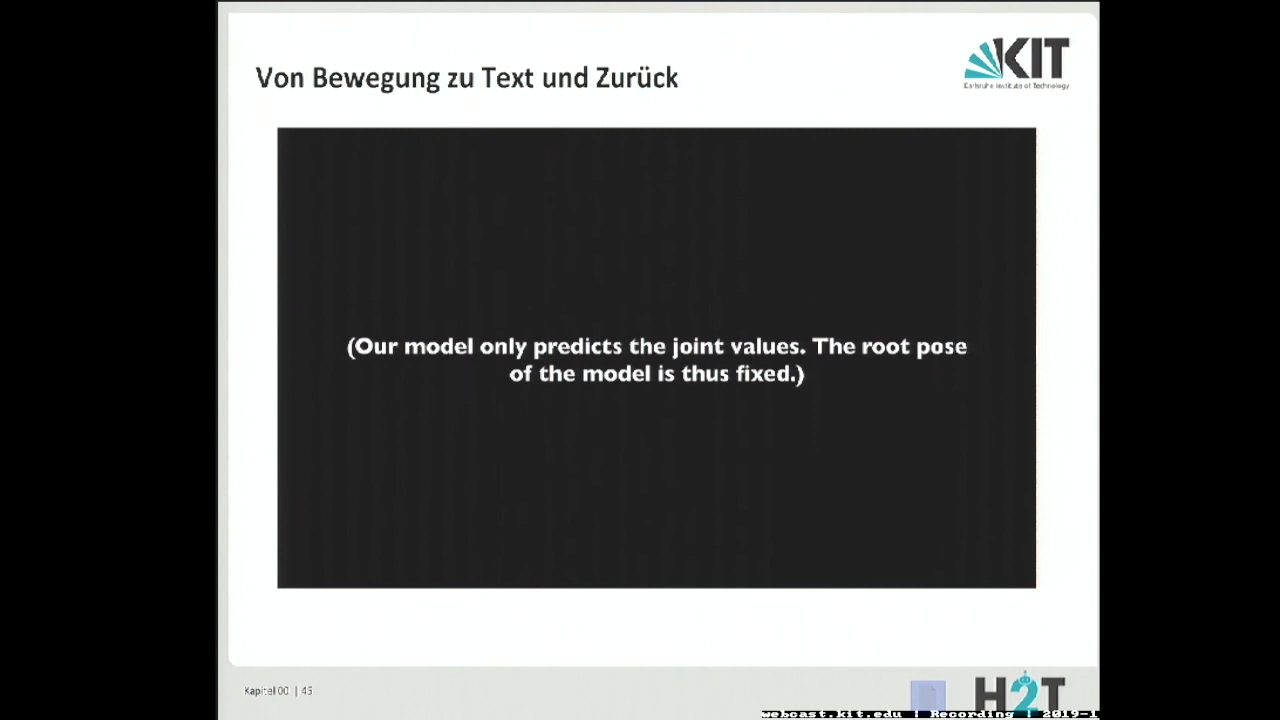 Von Bewegung zu Text und Zurück
KIT
Karlsruhe Institute of Technology
(Our model only predicts the joint values. The root pose
of the model is thus fixed.)
Kapitel 00 | 45
H2T
webcast.kit.edu | Recording | 2019-1